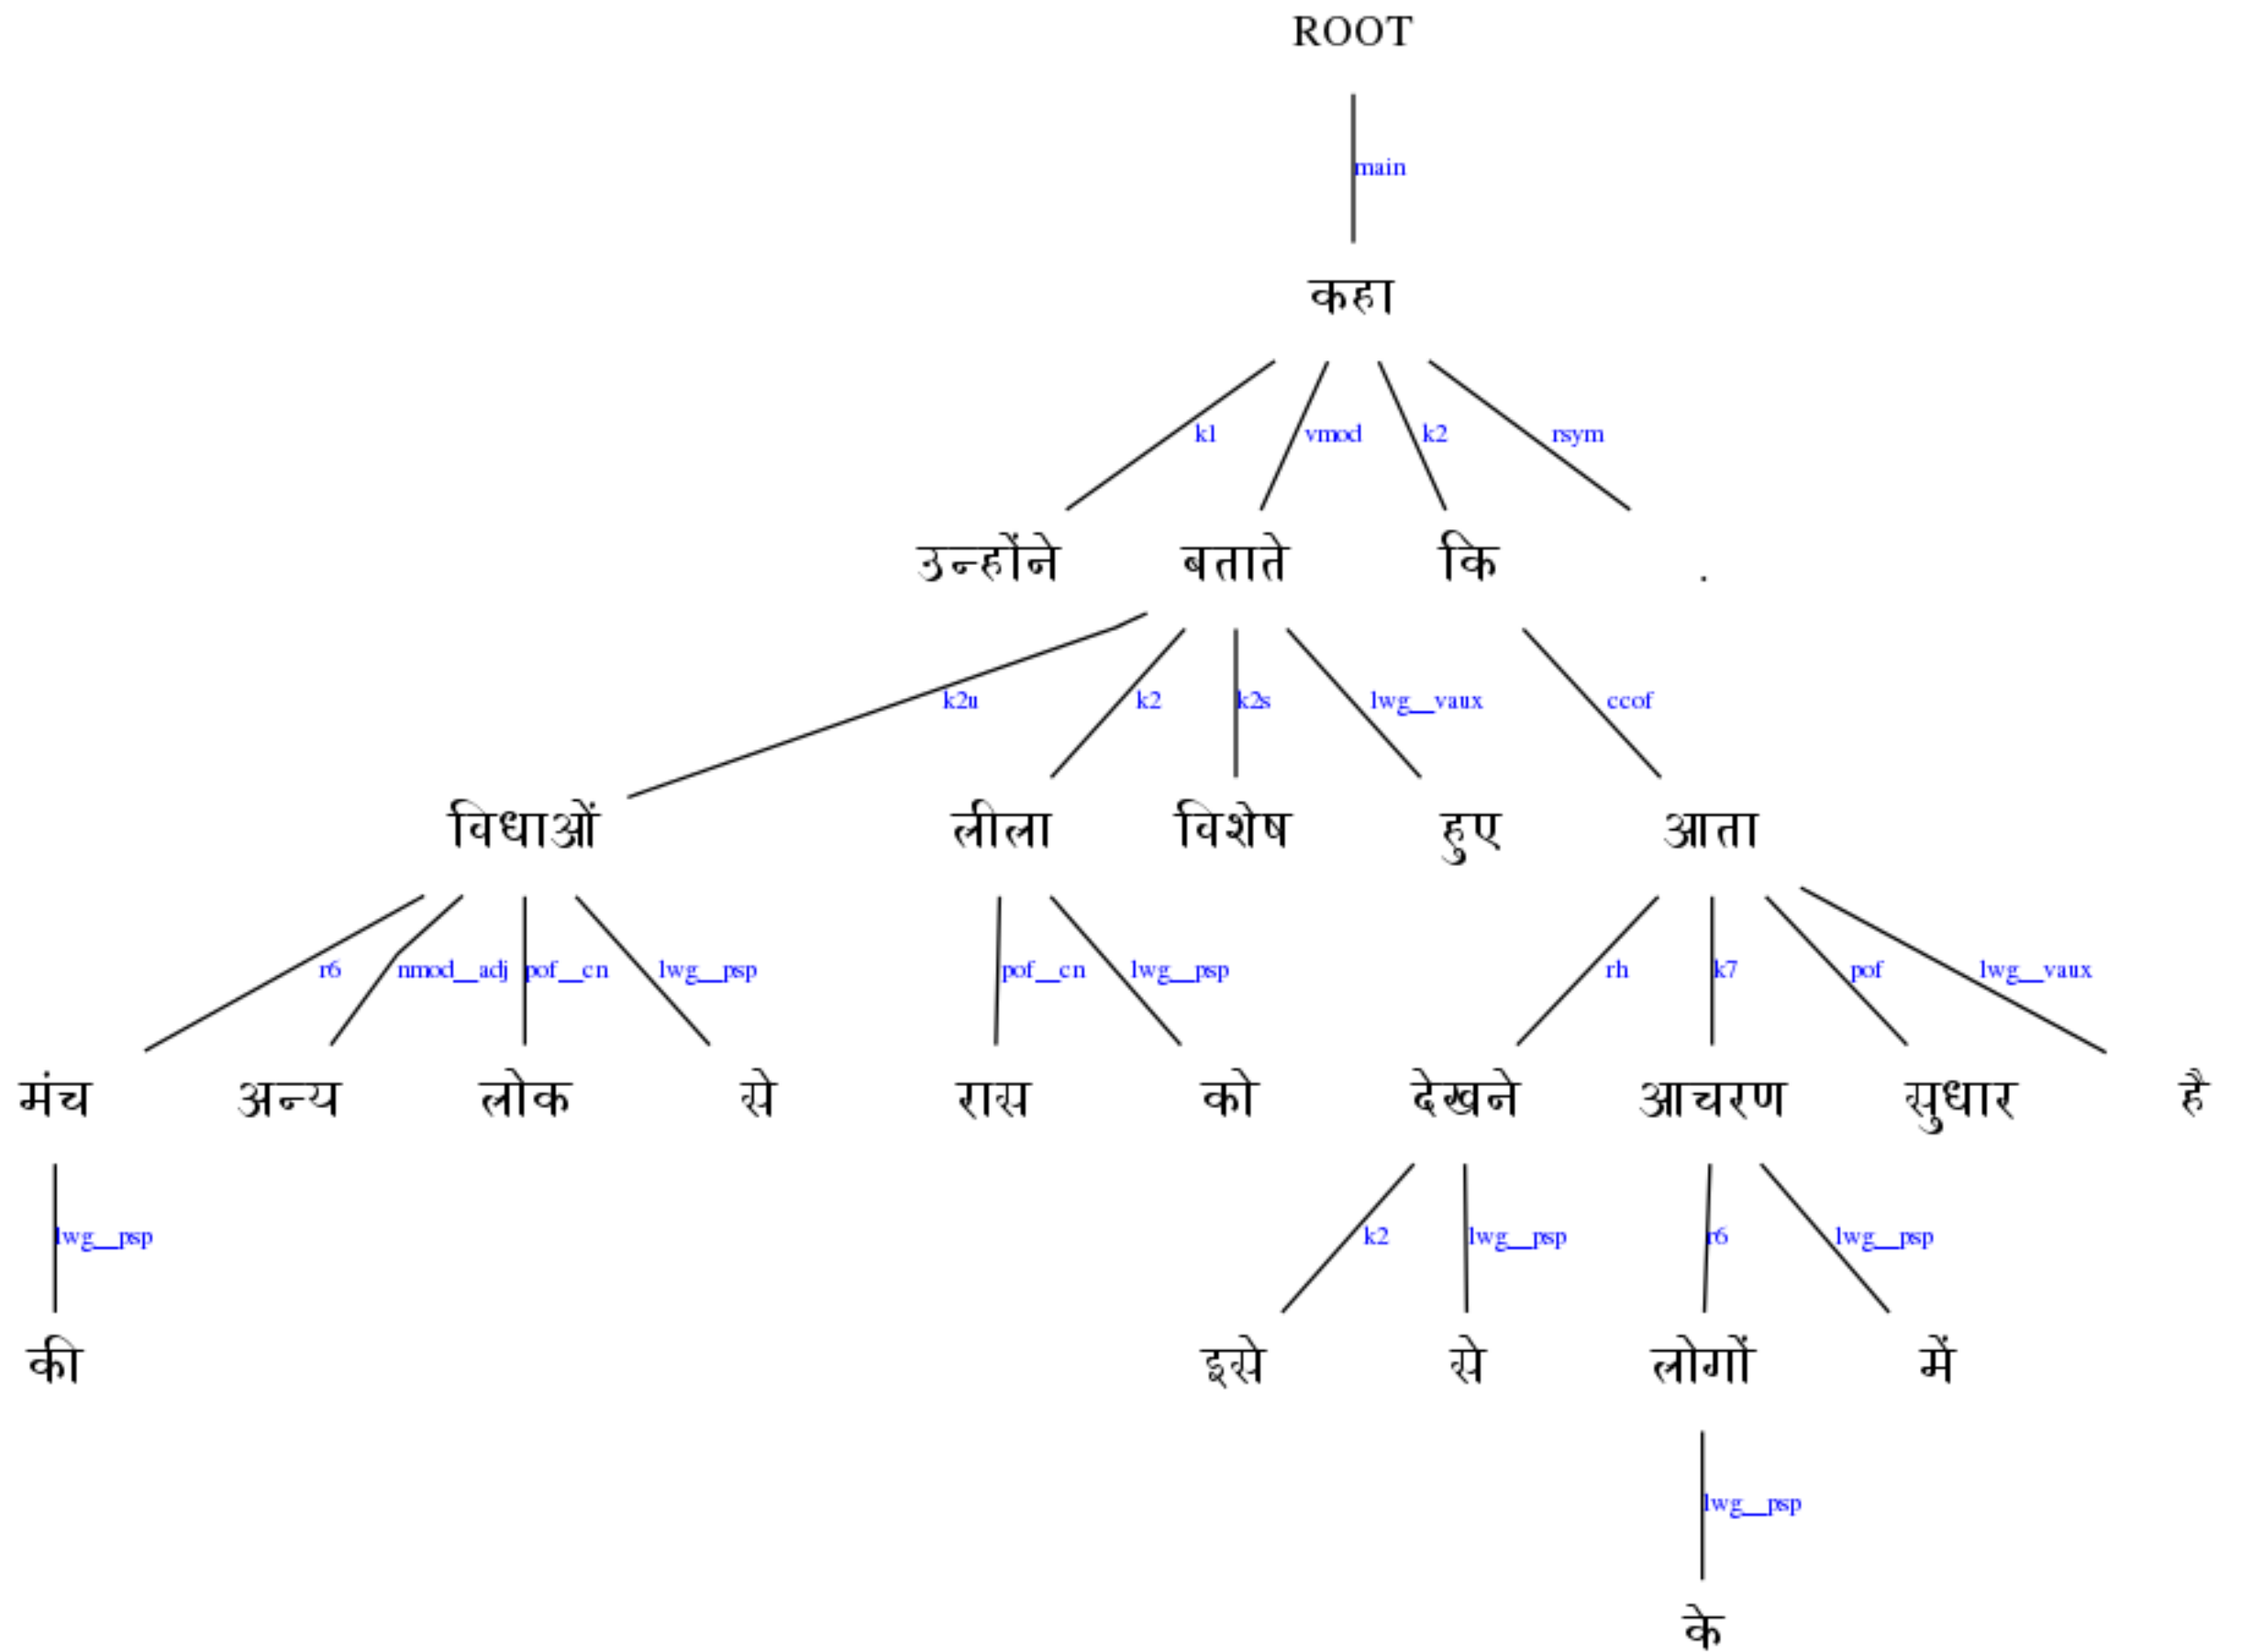 ROOT
main
कहा
k1 vmod k2 rsym
उन्होंने बताते कि .
k2u k2 k2s lwg__vaux ccof
विधाओं लीला विशेष हुए आता
r6 nmod__adj pof__cn lwg__psp pof__cn lwg__psp rh k7 pof lwg__vaux
मंच अन्य लोक से रास को देखने आचरण सुधार है
lwg__psp k2 lwg__psp r6 lwg__psp
की इसे से लोगों में
lwg__psp
के